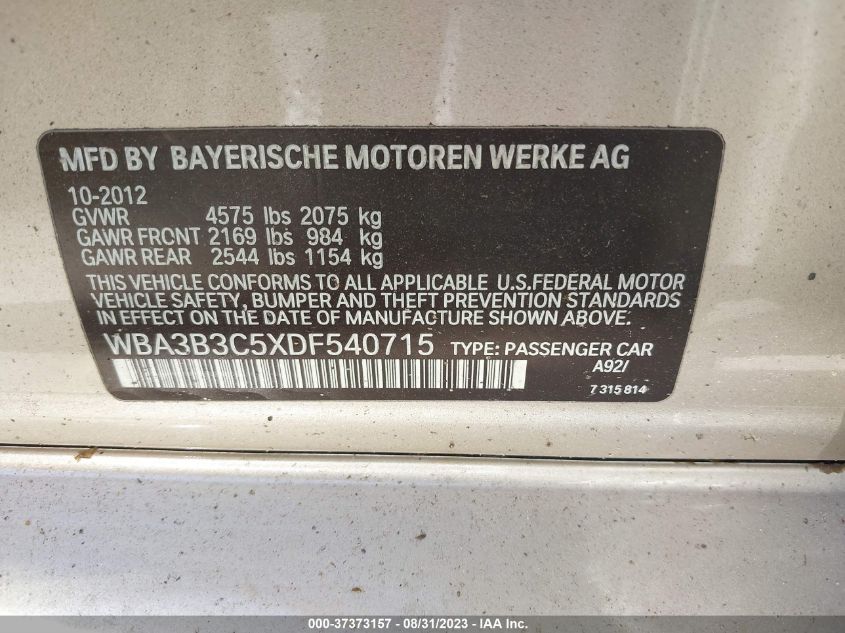 MFD BY BAYERISCHE MOTOREN WERKE AG
10-2012
GVWR 4575 lbs 2075 kg
GAWR FRONT 2169 lbs 984 kg
GAWR REAR 2544 lbs 1154 kg
THIS VEHICLE CONFORMS TO ALL APPLICABLE U.S.FEDERAL MOTOR
VEHICLE SAFETY, BUMPER AND THEFT PREVENTION STANDARDS
IN EFFECT ON THE DATE OF MANUFACTURE SHOWN ABOVE.
WBA3B3C5XDF540715 TYPE: PASSENGER CAR
A92/
7 315 814
000-37373157 - 08/31/2023 - IAA Inc.